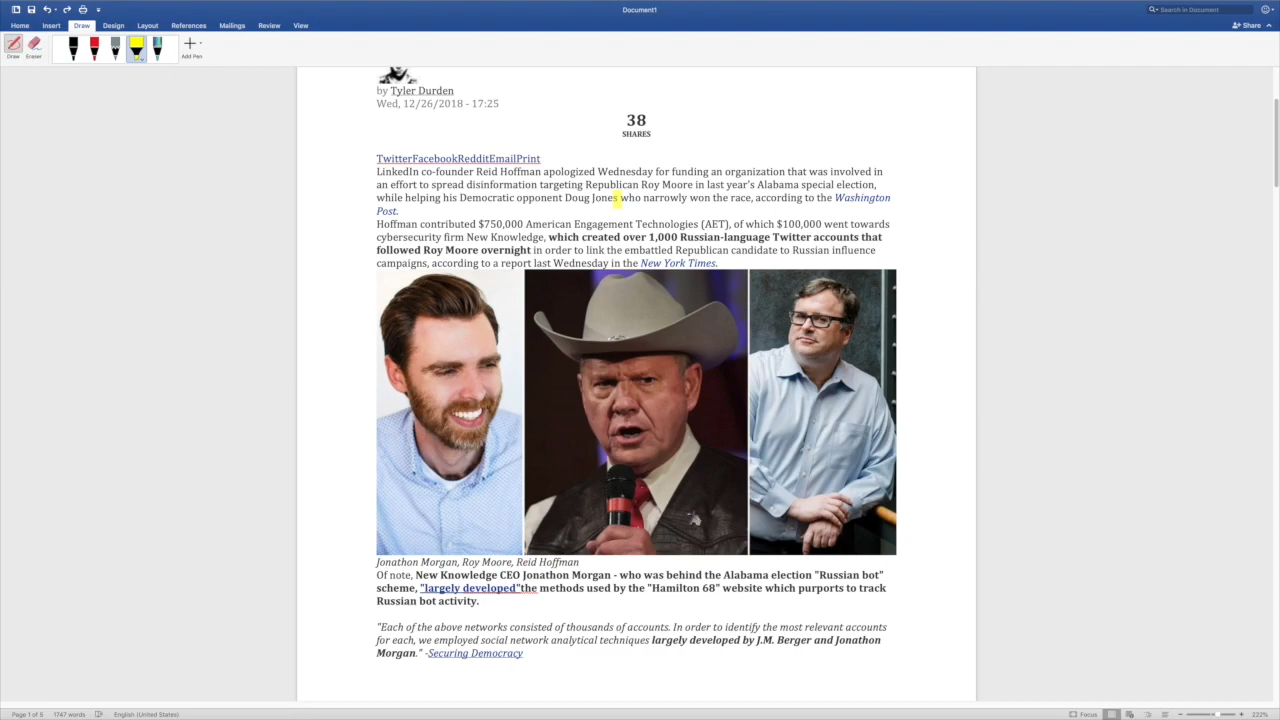 Document1
Search in Document
Home Insert Draw Design Layout References Mailings Review View
Share
Draw Eraser Add Pen
by Tyler Durden
Wed, 12/26/2018 - 17:25
38
SHARES
TwitterFacebookRedditEmailPrint
LinkedIn co-founder Reid Hoffman apologized Wednesday for funding an organization that was involved in
an effort to spread disinformation targeting Republican Roy Moore in last year's Alabama special election,
while helping his Democratic opponent Doug Jones who narrowly won the race, according to the Washington
Post.
Hoffman contributed $750,000 American Engagement Technologies (AET), of which $100,000 went towards
cybersecurity firm New Knowledge, which created over 1,000 Russian-language Twitter accounts that
followed Roy Moore overnight in order to link the embattled Republican candidate to Russian influence
campaigns, according to a report last Wednesday in the New York Times.
Jonathon Morgan, Roy Moore, Reid Hoffman
Of note, New Knowledge CEO Jonathon Morgan - who was behind the Alabama election "Russian bot"
scheme, "largely developed"the methods used by the "Hamilton 68" website which purports to track
Russian bot activity.
"Each of the above networks consisted of thousands of accounts. In order to identify the most relevant accounts
for each, we employed social network analytical techniques largely developed by J.M. Berger and Jonathon
Morgan." -Securing Democracy
Page 1 of 5 1747 words English (United States) Focus 222%